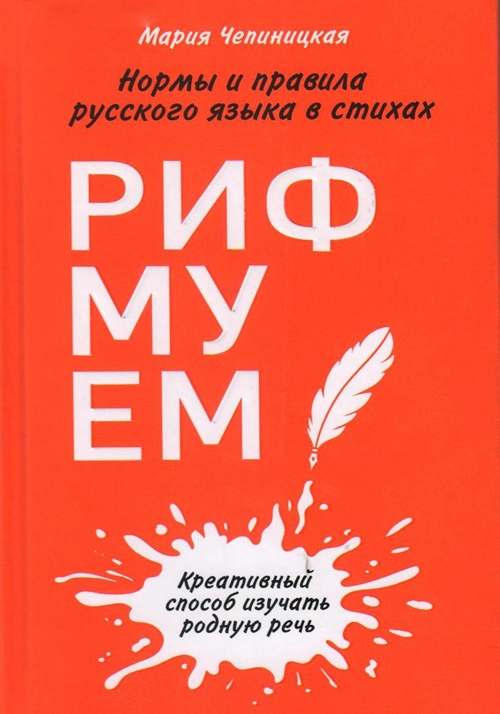 Мария Чепиницкая
Нормы и правила
русского языка в стихах
РИФ
МУ
ЕМ
Креативный
способ изучать
родную речь